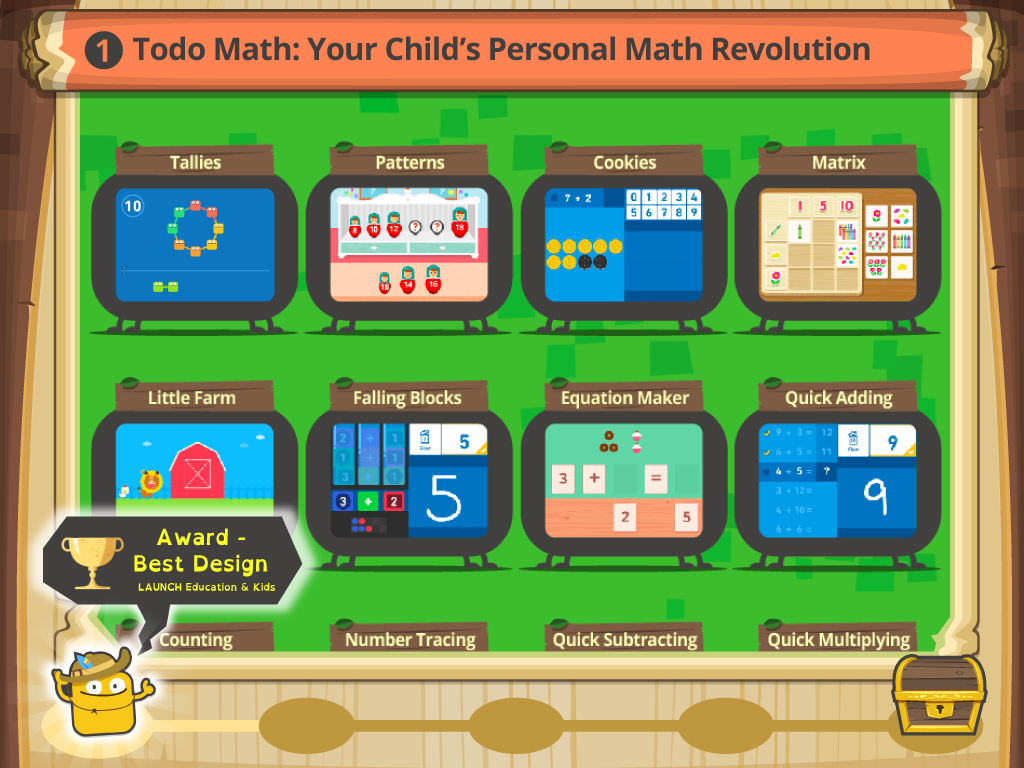 1 Todo Math: Your Child's Personal Math Revolution
Tallies
Patterns
Cookies
Matrix
10
8 10 12 ? ? 18
14 16
7 + 2
0 1 2 3 4
5 6 7 8 9
1 5 10
Little Farm
Falling Blocks
Equation Maker
Quick Adding
2 + 1
1 + 1
3 + 1
3 + 2
Clear 5
5
3 + =
2 5
9 + 3 = 12
6 + 5 = 11
4 + 5 = ?
3 + 12 =
4 + 10 =
6 + 6 =
Clear 9
9
Award -
Best Design
LAUNCH Education & Kids
Counting
Number Tracing
Quick Subtracting
Quick Multiplying